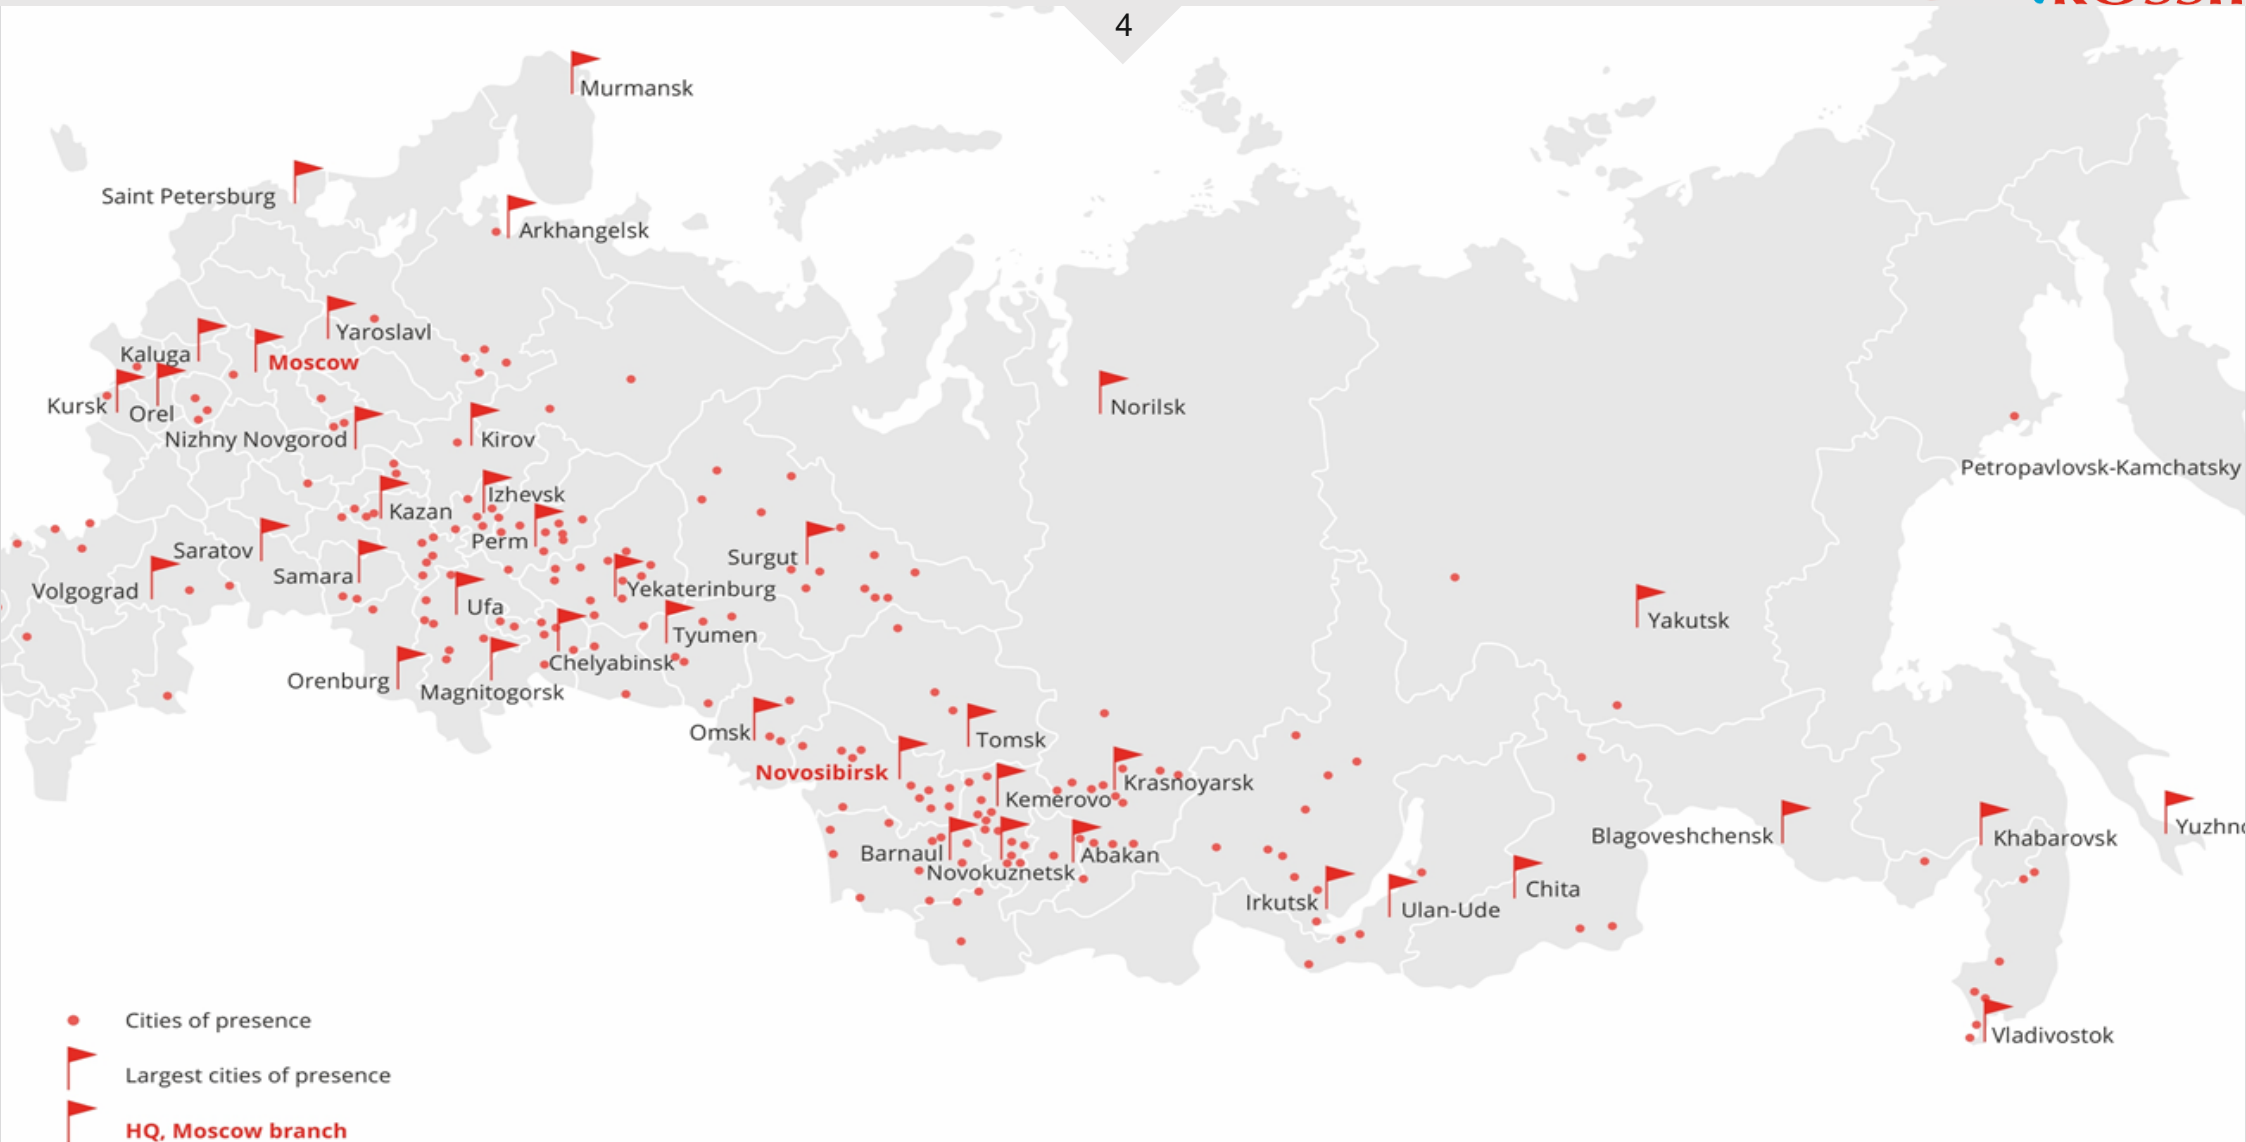 4
Murmansk
Saint Petersburg
Arkhangelsk
Yaroslavl
Kaluga
Moscow
Kursk
Orel
Norilsk
Nizhny Novgorod
Kirov
Petropavlovsk-Kamchatsky
Izhevsk
Kazan
Perm
Saratov
Surgut
Samara
Volgograd
Yekaterinburg
Ufa
Yakutsk
Tyumen
Chelyabinsk
Orenburg
Magnitogorsk
Omsk
Tomsk
Novosibirsk
Krasnoyarsk
Kemerovo
Yuzhn
Blagoveshchensk
Khabarovsk
Barnaul
Abakan
Novokuznetsk
Chita
Irkutsk
Ulan-Ude
Cities of presence
Vladivostok
Largest cities of presence
HQ, Moscow branch